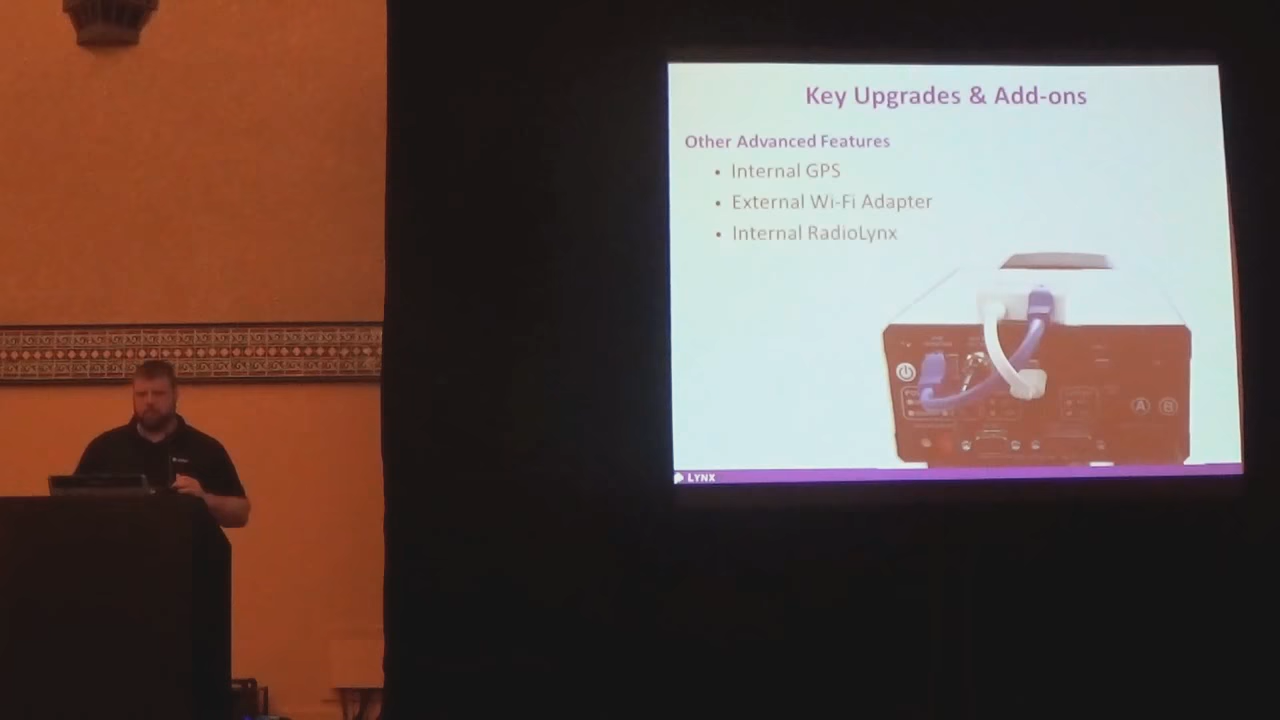 Key Upgrades & Add-ons
Other Advanced Features
• Internal GPS
• External Wi-Fi Adapter
• Internal RadioLynx
A B
LYNX